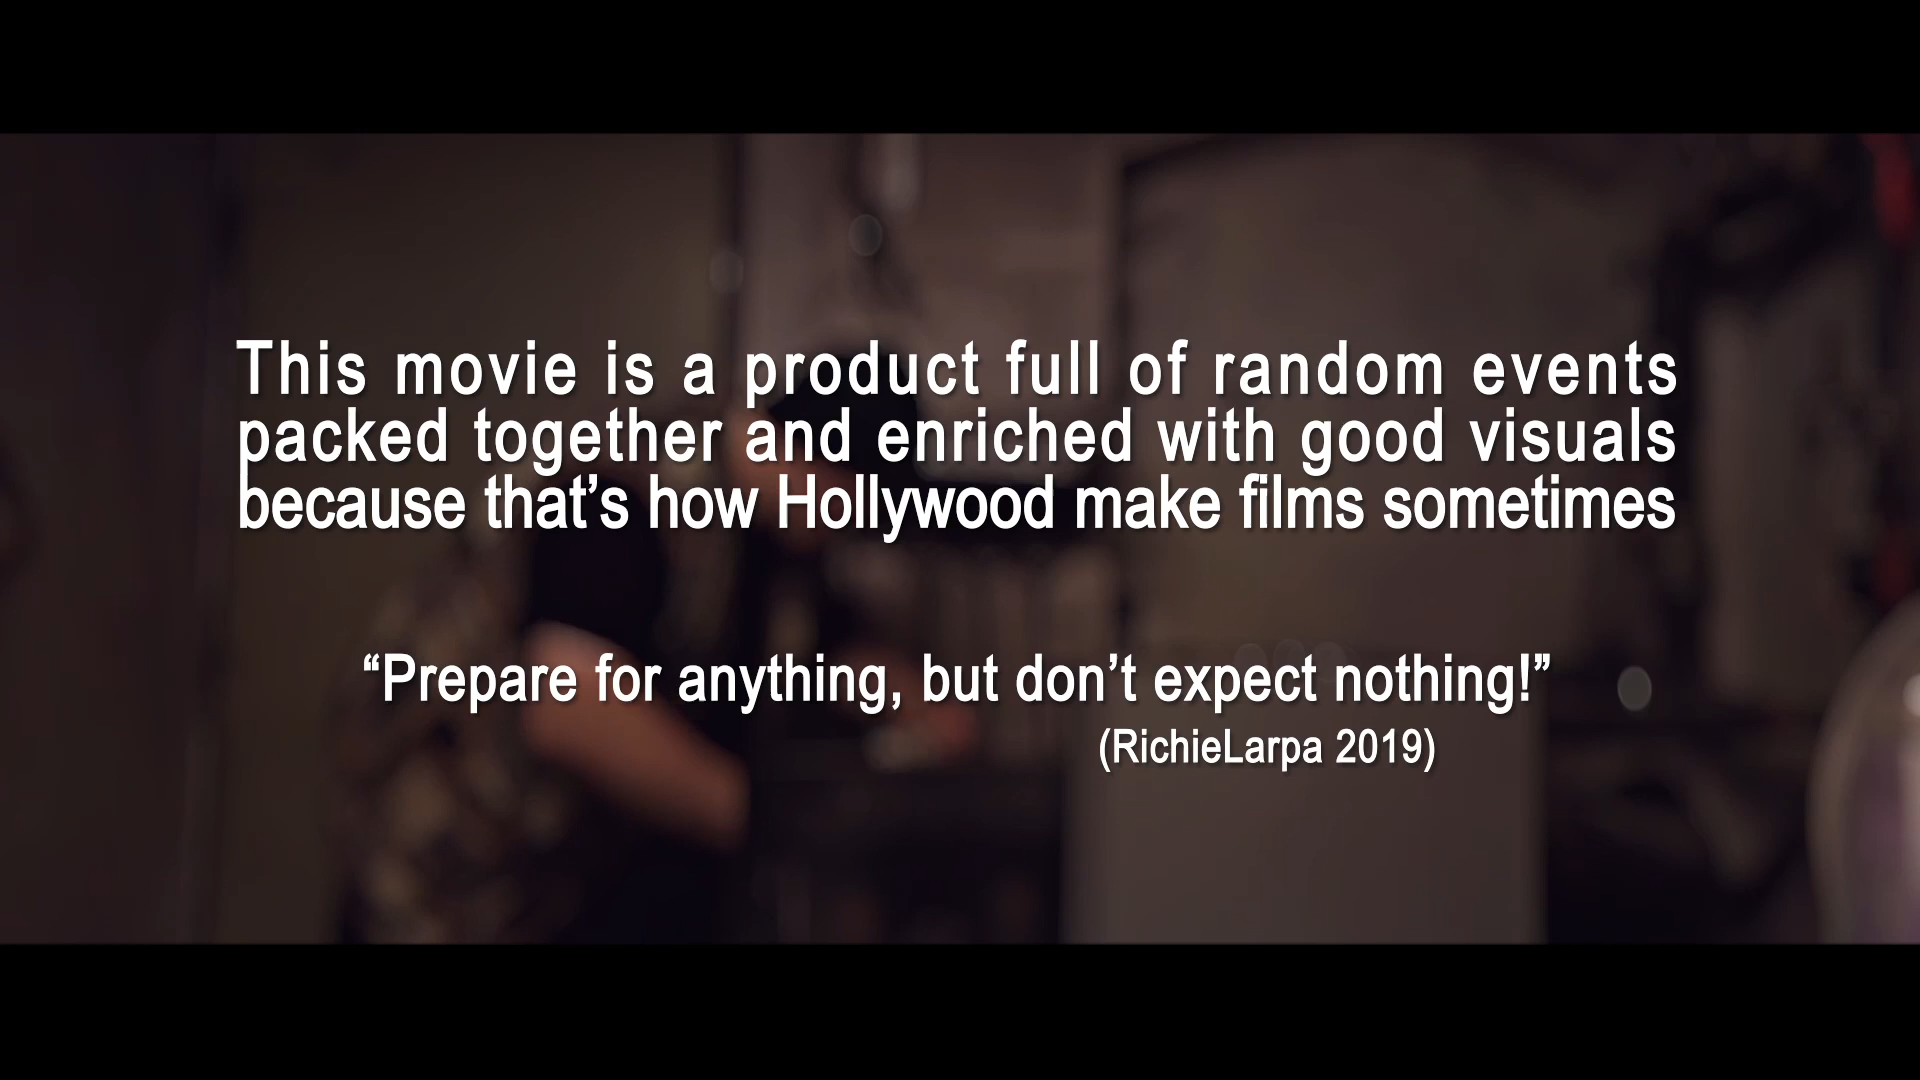 This movie is a product full of random events
packed together and enriched with good visuals
because that’s how Hollywood make films sometimes
“Prepare for anything, but don’t expect nothing!”
(RichieLarpa 2019)